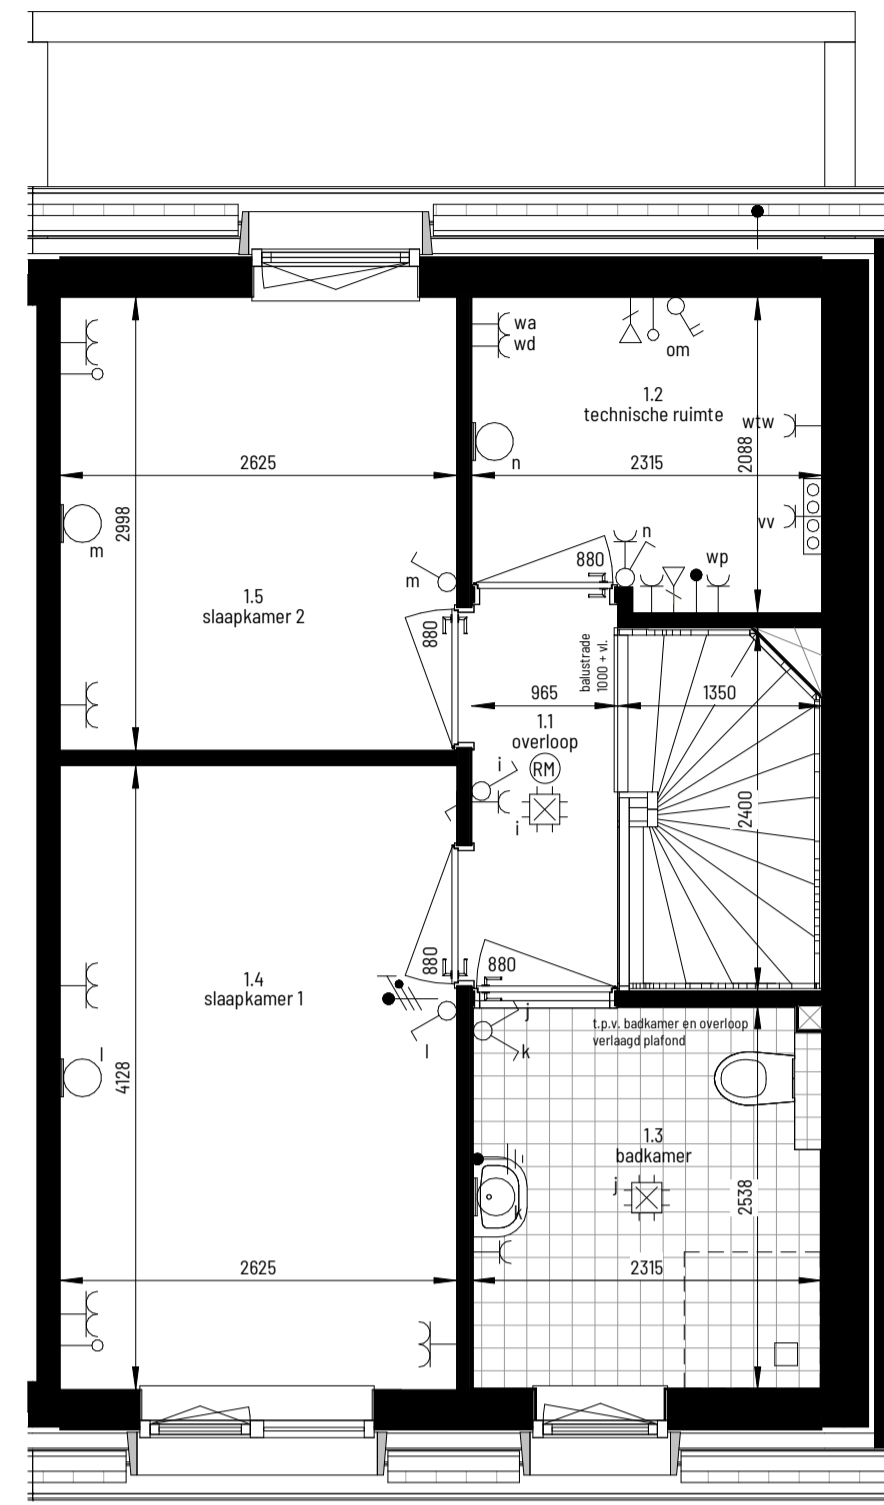 wa
wd
om
1.2
technische ruimte
wtw
2625
2315
2088
n
2998
m
vv
n
880
wp
m
1.5
slaapkamer 2
880
balustrade
1000 + vl.
965
1350
1.1
overloop
i
RM
i
2400
880
880
1.4
slaapkamer 1
j
t.p.v. badkamer en overloop
verlaagd plafond
l
l
k
4128
1.3
badkamer
j
k
2538
2625
2315